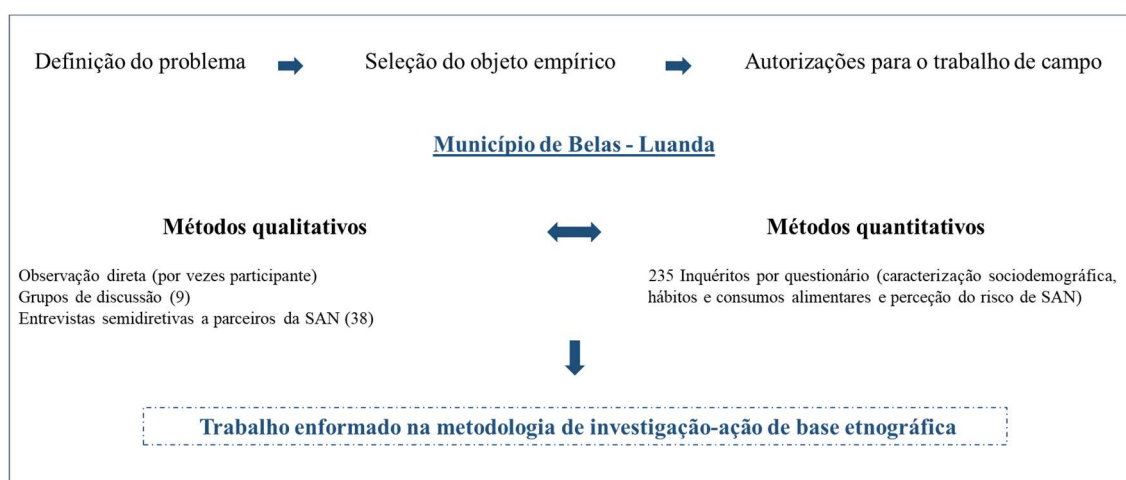 Definição do problema
Seleção do objeto empírico
Autorizações para o trabalho de campo
Município de Belas - Luanda
Métodos qualitativos
Observação direta (por vezes participante)
Grupos de discussão (9)
Entrevistas semidiretivas a parceiros da SAN (38)
Métodos quantitativos
235 Inquéritos por questionário (caracterização sociodemográfica,
hábitos e consumos alimentares e perceção do risco de SAN)
Trabalho enformado na metodologia de investigação-ação de base etnográfica